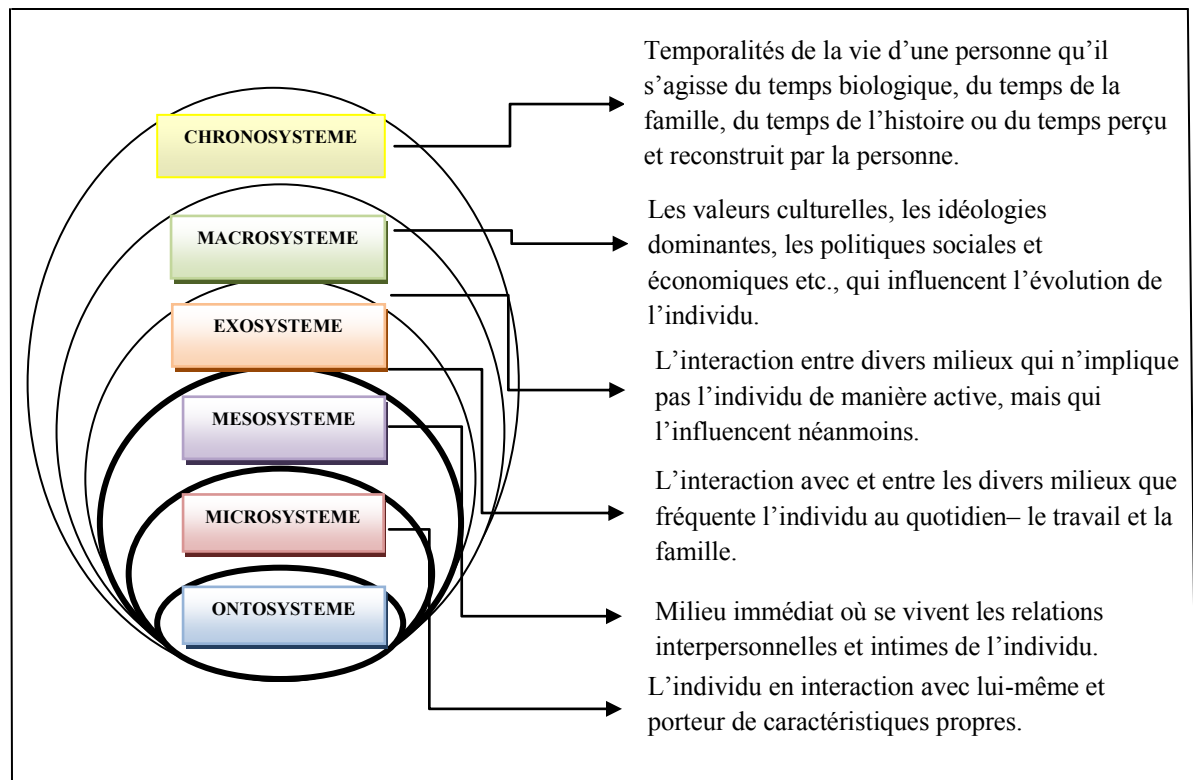 CHRONOSYSTEME
Temporalités de la vie d’une personne qu’il
s’agisse du temps biologique, du temps de la
famille, du temps de l’histoire ou du temps perçu
et reconstruit par la personne.
MACROSYSTEME
Les valeurs culturelles, les idéologies
dominantes, les politiques sociales et
économiques etc., qui influencent l’évolution de
l’individu.
EXOSYSTEME
L’interaction entre divers milieux qui n’implique
pas l’individu de manière active, mais qui
l’influencent néanmoins.
MESOSYSTEME
L’interaction avec et entre les divers milieux que
fréquente l’individu au quotidien– le travail et la
famille.
MICROSYSTEME
Milieu immédiat où se vivent les relations
interpersonnelles et intimes de l’individu.
ONTOSYSTEME
L’individu en interaction avec lui-même et
porteur de caractéristiques propres.